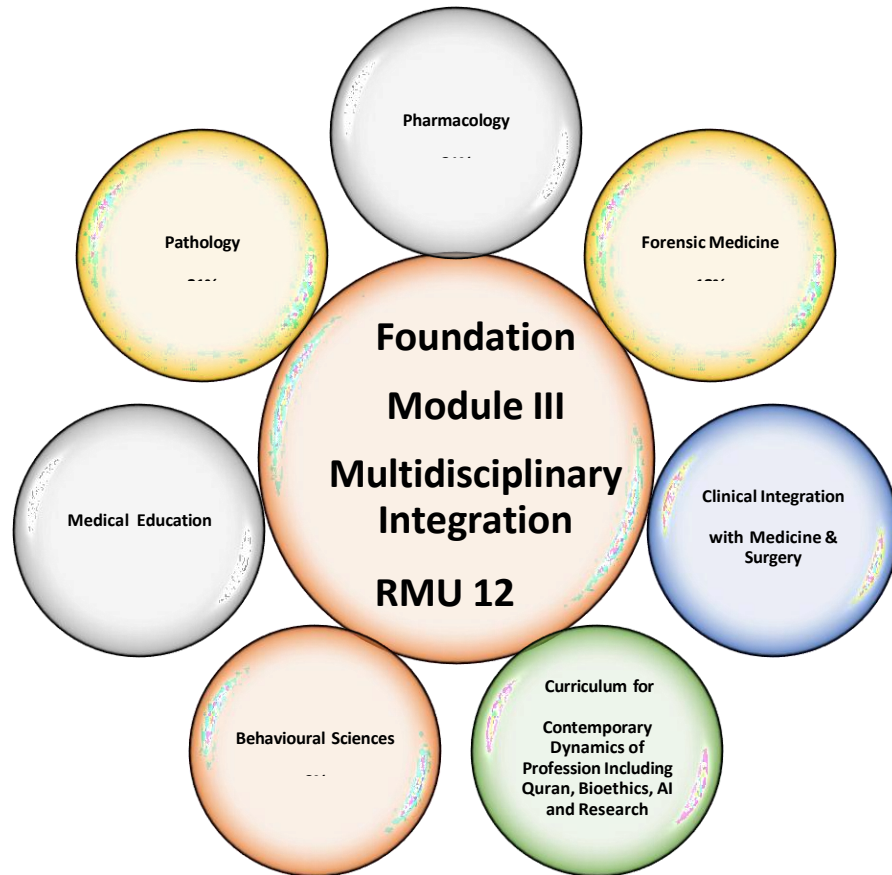 Pharmacology
Pathology
Forensic Medicine
Foundation
Module III
Multidisciplinary
Integration
RMU 12
Medical Education
Clinical Integration
with Medicine &
Surgery
Behavioural Sciences
Curriculum for
Contemporary
Dynamics of
Profession Including
Quran, Bioethics, AI
and Research